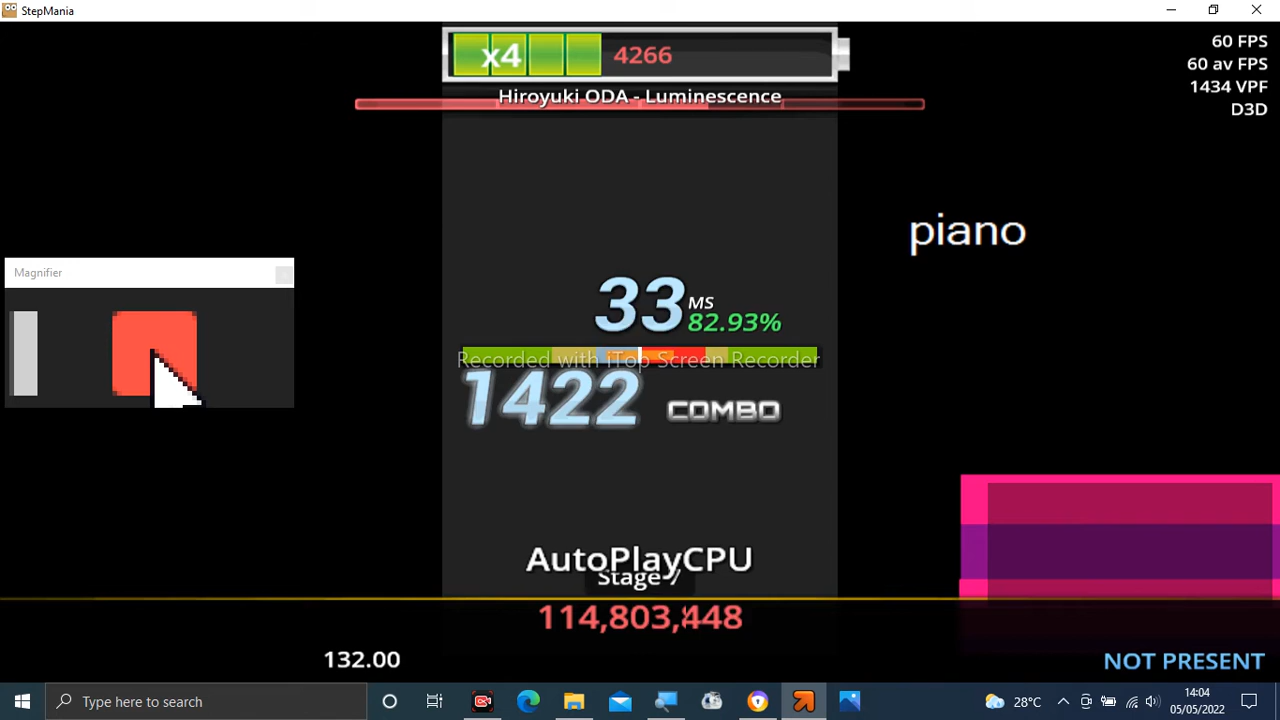 StepMania
x4 4266
60 FPS
60 av FPS
1434 VPF
D3D
Hiroyuki ODA - Luminescence
piano
Magnifier
33 MS
82.93%
Recorded with iTop Screen Recorder
1422 COMBO
AutoPlayCPU
Stage 7
114,803,448
132.00
NOT PRESENT
Type here to search
28°C
14:04
05/05/2022